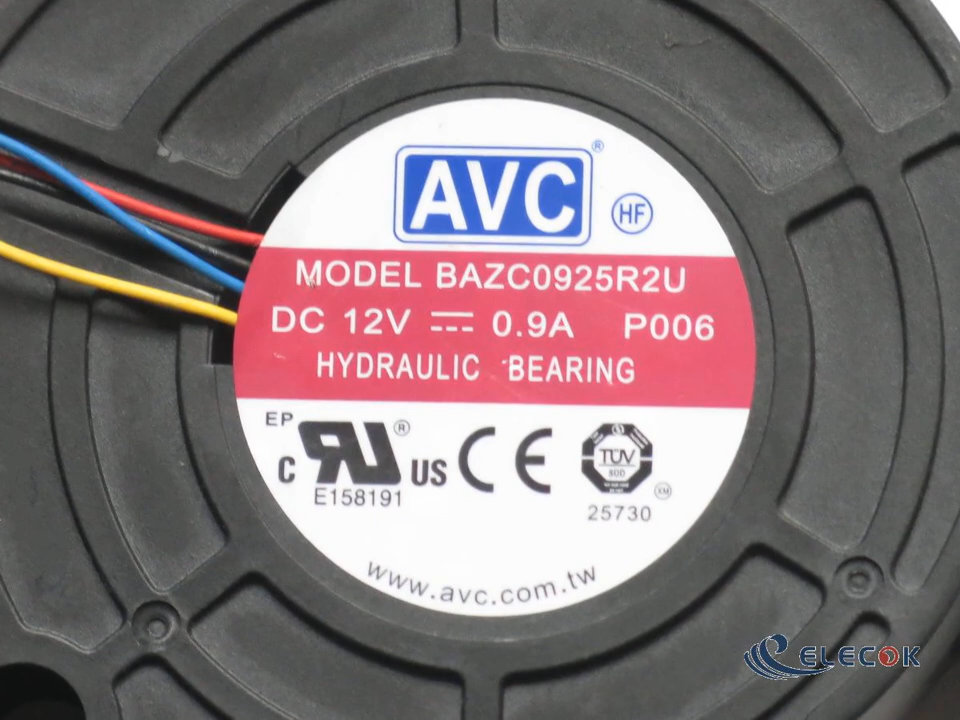 AVC ®
HF
MODEL BAZC0925R2U
DC 12V ⎓ 0.9A P006
HYDRAULIC BEARING
EP
C RU ® US
E158191
CE
TÜV
25730
www.avc.com.tw
ELECOK